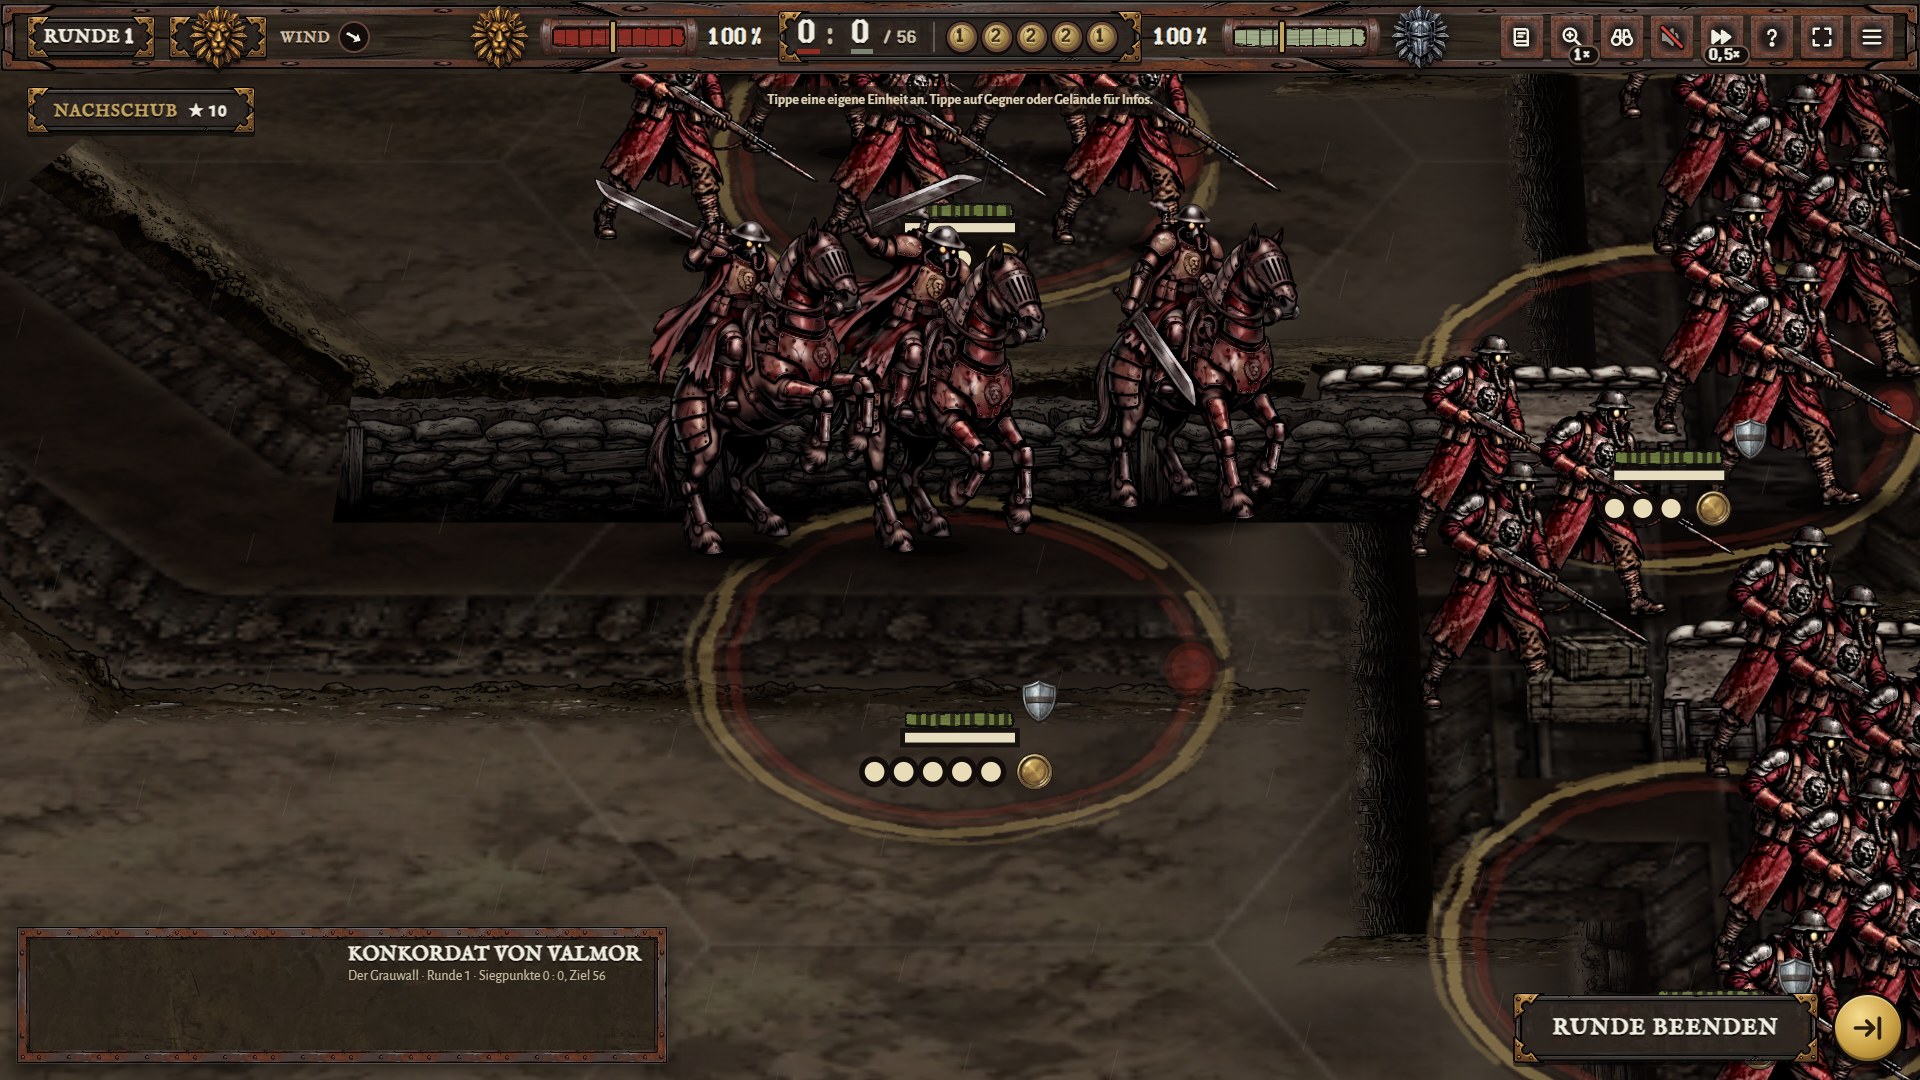 RUNDE 1
WIND
100 %
0 : 0 / 56
1 2 2 2 1
100 %
1×
0,5×
?
NACHSCHUB ★ 10
Tippe eine eigene Einheit an. Tippe auf Gegner oder Gelände für Infos.
KONKORDAT VON VALMOR
Der Grauwall · Runde 1 · Siegpunkte 0 : 0, Ziel 56
RUNDE BEENDEN